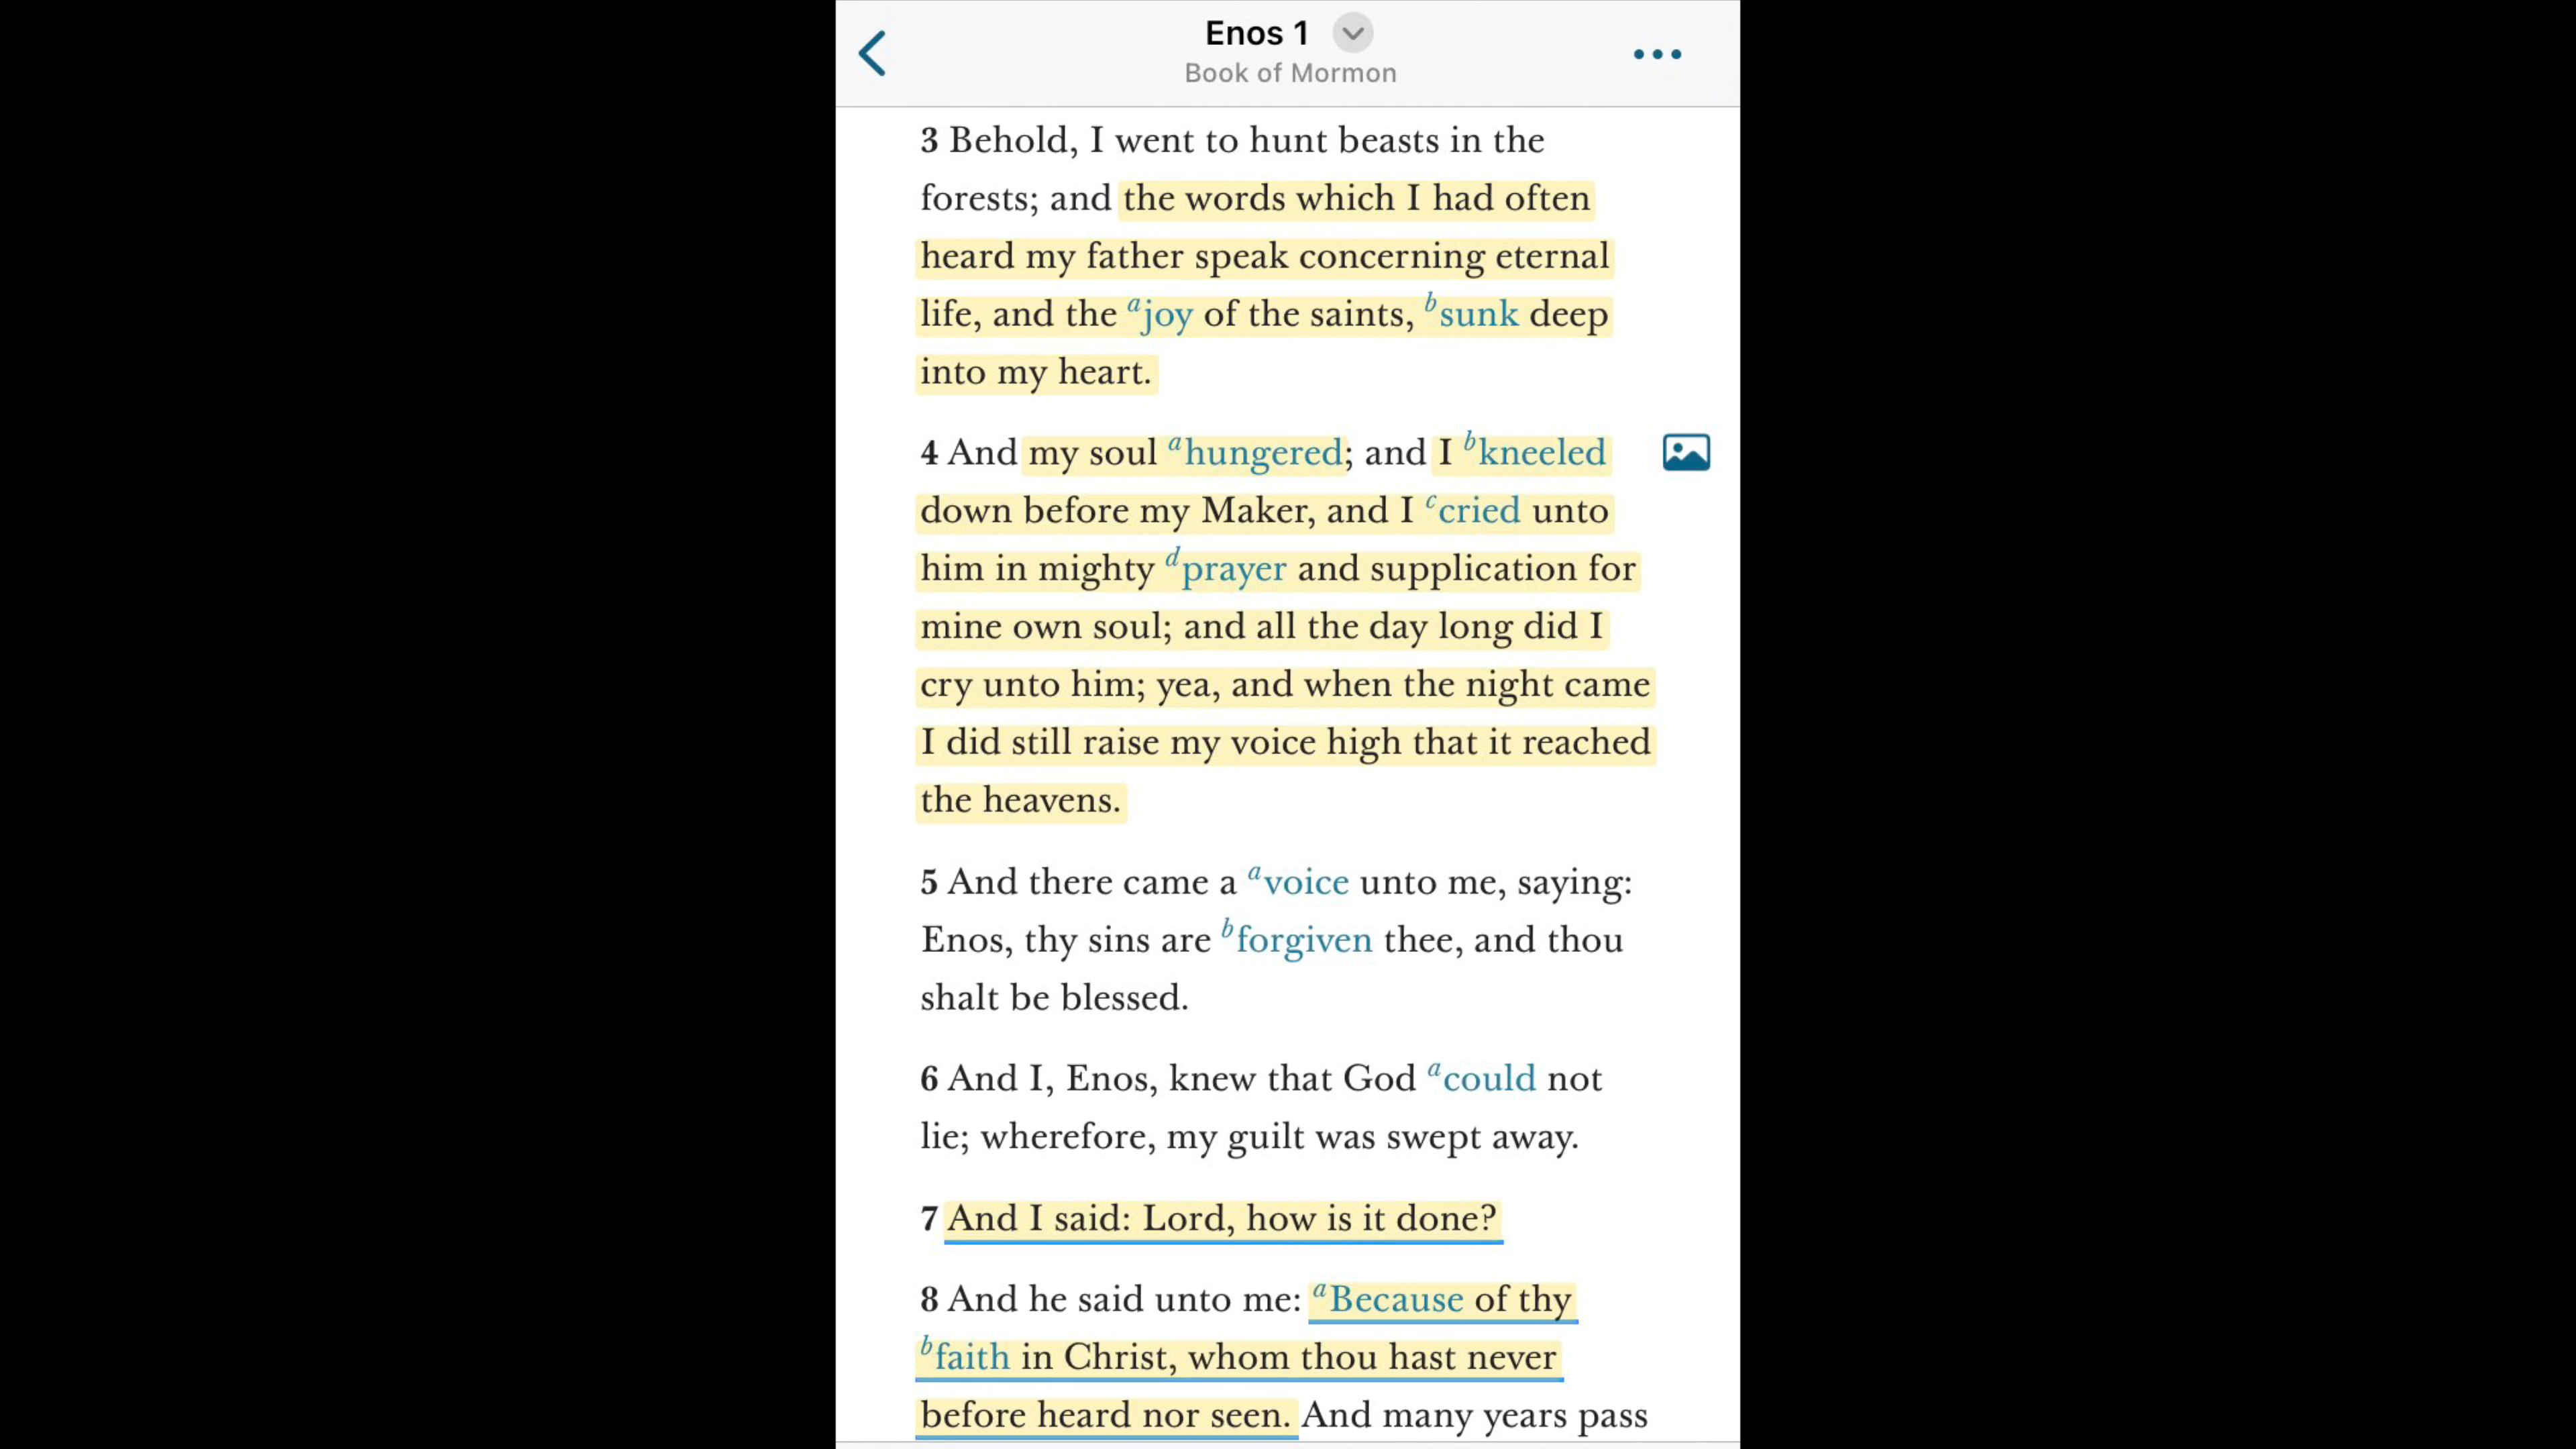 Enos 1
Book of Mormon
3 Behold, I went to hunt beasts in the
forests; and the words which I had often
heard my father speak concerning eternal
life, and the a joy of the saints, b sunk deep
into my heart.
4 And my soul a hungered; and I b kneeled
down before my Maker, and I c cried unto
him in mighty d prayer and supplication for
mine own soul; and all the day long did I
cry unto him; yea, and when the night came
I did still raise my voice high that it reached
the heavens.
5 And there came a a voice unto me, saying:
Enos, thy sins are b forgiven thee, and thou
shalt be blessed.
6 And I, Enos, knew that God a could not
lie; wherefore, my guilt was swept away.
7 And I said: Lord, how is it done?
8 And he said unto me: a Because of thy
b faith in Christ, whom thou hast never
before heard nor seen. And many years pass